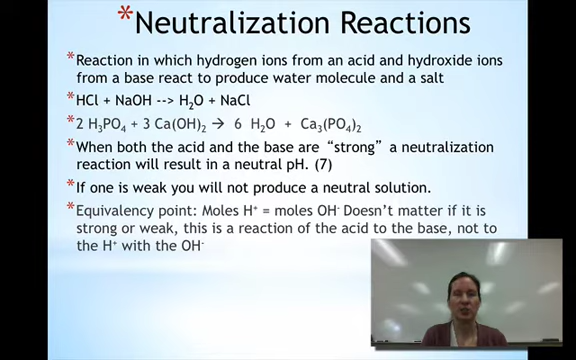 *Neutralization Reactions
*Reaction in which hydrogen ions from an acid and hydroxide ions
from a base react to produce water molecule and a salt
*HCl + NaOH --> H₂O + NaCl
*2 H₃PO₄ + 3 Ca(OH)₂ → 6 H₂O + Ca₃(PO₄)₂
*When both the acid and the base are “strong” a neutralization
reaction will result in a neutral pH. (7)
*If one is weak you will not produce a neutral solution.
*Equivalency point: Moles H⁺ = moles OH⁻ Doesn't matter if it is
strong or weak, this is a reaction of the acid to the base, not to
the H⁺ with the OH⁻